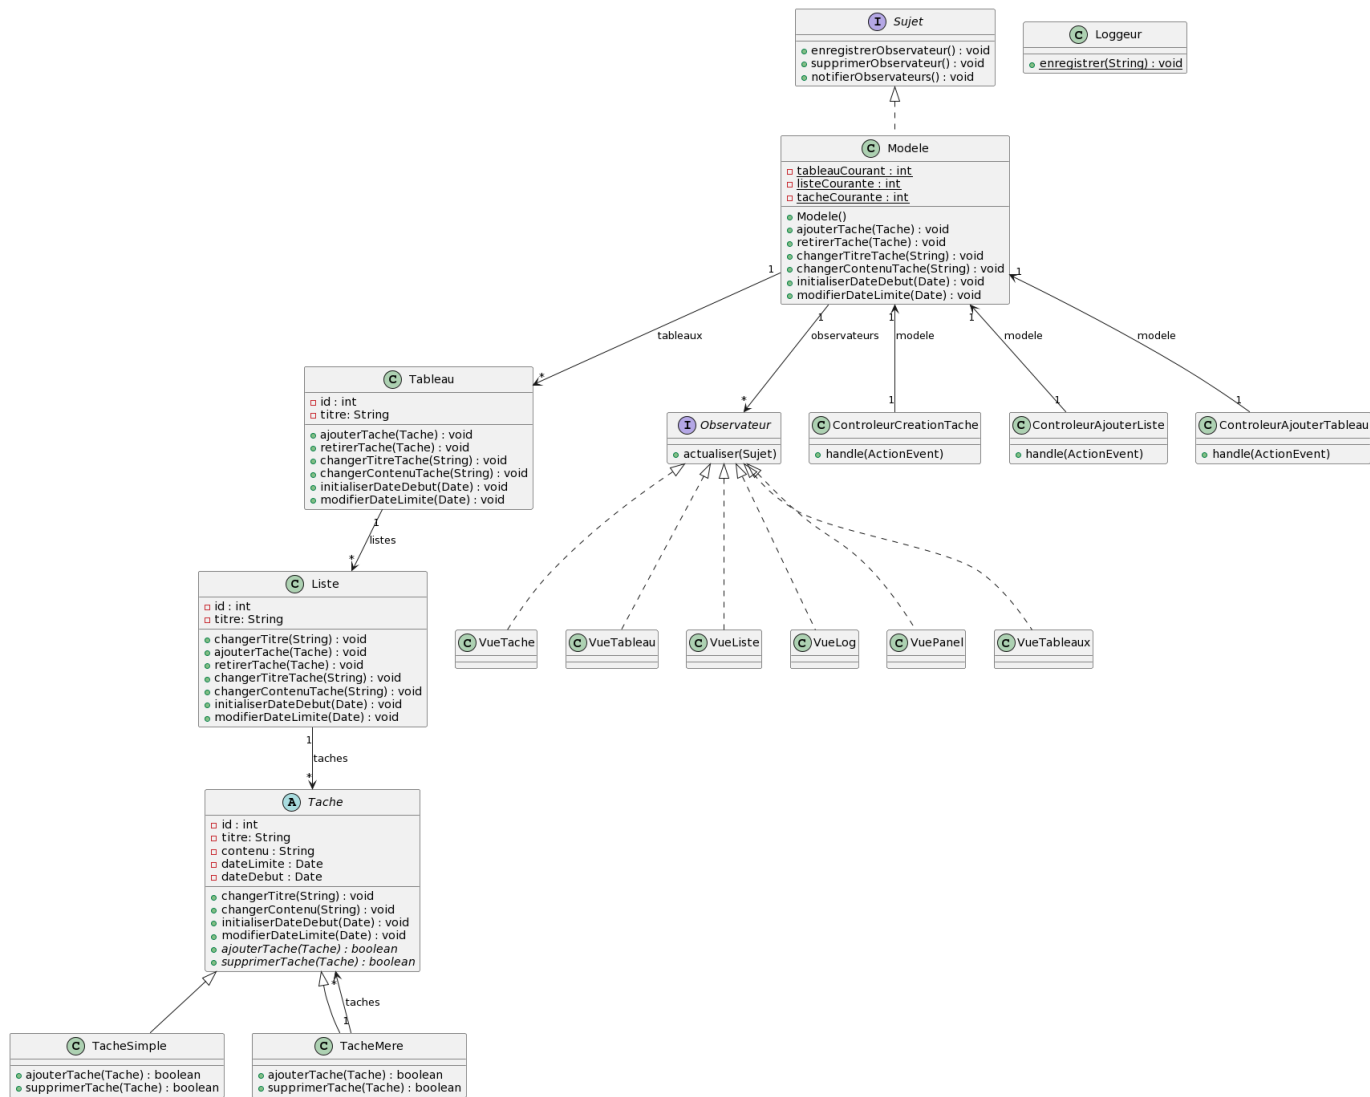 I Sujet
enregistrerObservateur() : void
supprimerObservateur() : void
notifierObservateurs() : void
C Loggeur
enregistrer(String) : void
C Modele
tableauCourant : int
listeCourante : int
tacheCourante : int
Modele()
ajouterTache(Tache) : void
retirerTache(Tache) : void
changerTitreTache(String) : void
changerContenuTache(String) : void
initialiserDateDebut(Date) : void
modifierDateLimite(Date) : void
1
1
1
1
1
tableaux
observateurs
modele
modele
modele
*
*
1
1
1
C Tableau
id : int
titre: String
ajouterTache(Tache) : void
retirerTache(Tache) : void
changerTitreTache(String) : void
changerContenuTache(String) : void
initialiserDateDebut(Date) : void
modifierDateLimite(Date) : void
I Observateur
actualiser(Sujet)
C ControleurCreationTache
handle(ActionEvent)
C ControleurAjouterListe
handle(ActionEvent)
C ControleurAjouterTableau
handle(ActionEvent)
1
listes
*
C Liste
id : int
titre: String
changerTitre(String) : void
ajouterTache(Tache) : void
retirerTache(Tache) : void
changerTitreTache(String) : void
changerContenuTache(String) : void
initialiserDateDebut(Date) : void
modifierDateLimite(Date) : void
C VueTache
C VueTableau
C VueListe
C VueLog
C VuePanel
C VueTableaux
1
taches
*
A Tache
id : int
titre: String
contenu : String
dateLimite : Date
dateDebut : Date
changerTitre(String) : void
changerContenu(String) : void
initialiserDateDebut(Date) : void
modifierDateLimite(Date) : void
ajouterTache(Tache) : boolean
supprimerTache(Tache) : boolean
*
taches
1
C TacheSimple
ajouterTache(Tache) : boolean
supprimerTache(Tache) : boolean
C TacheMere
ajouterTache(Tache) : boolean
supprimerTache(Tache) : boolean